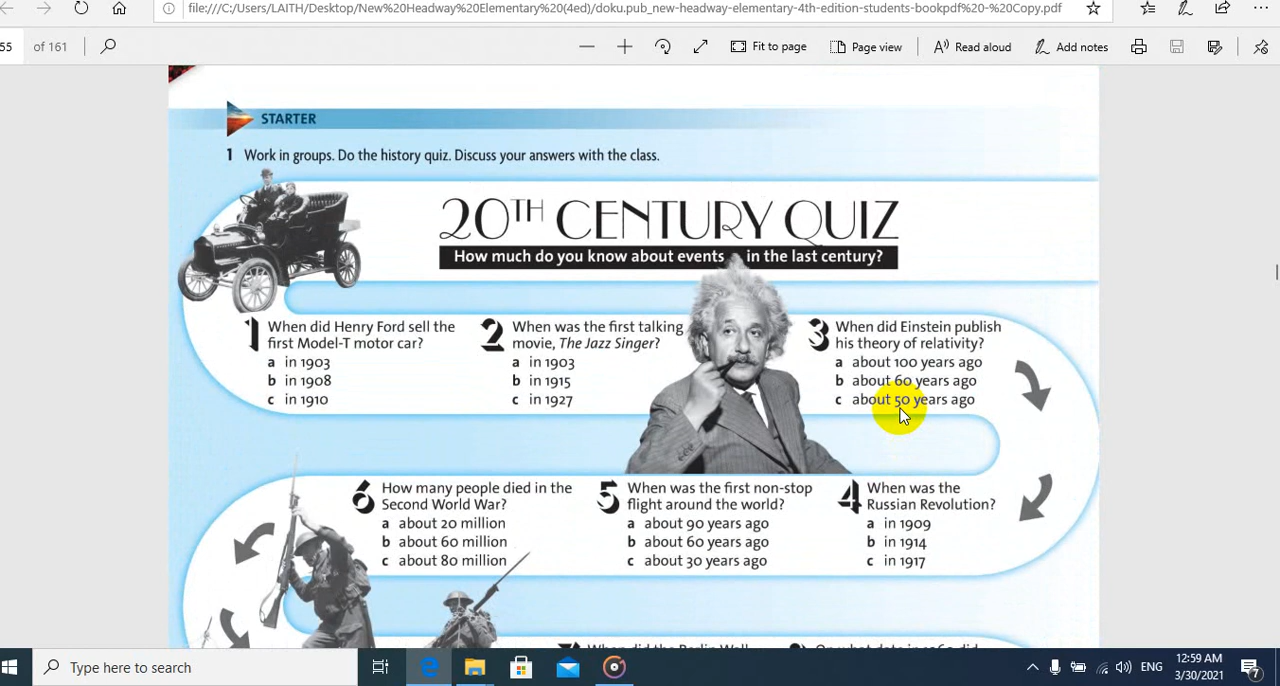 file:///C:/Users/LAITH/Desktop/New%20Headway%20Elementary%20(4ed)/doku.pub_new-headway-elementary-4th-edition-students-bookpdf%20-%20Copy.pdf
55 of 161
Fit to page
Page view
Read aloud
Add notes
STARTER
1 Work in groups. Do the history quiz. Discuss your answers with the class.
20TH CENTURY QUIZ
How much do you know about events in the last century?
1 When did Henry Ford sell the
first Model-T motor car?
a in 1903
b in 1908
c in 1910
2 When was the first talking
movie, The Jazz Singer?
a in 1903
b in 1915
c in 1927
3 When did Einstein publish
his theory of relativity?
a about 100 years ago
b about 60 years ago
c about 50 years ago
4 When was the
Russian Revolution?
a in 1909
b in 1914
c in 1917
5 When was the first non-stop
flight around the world?
a about 90 years ago
b about 60 years ago
c about 30 years ago
6 How many people died in the
Second World War?
a about 20 million
b about 60 million
c about 80 million
Type here to search
ENG
12:59 AM
3/30/2021
7